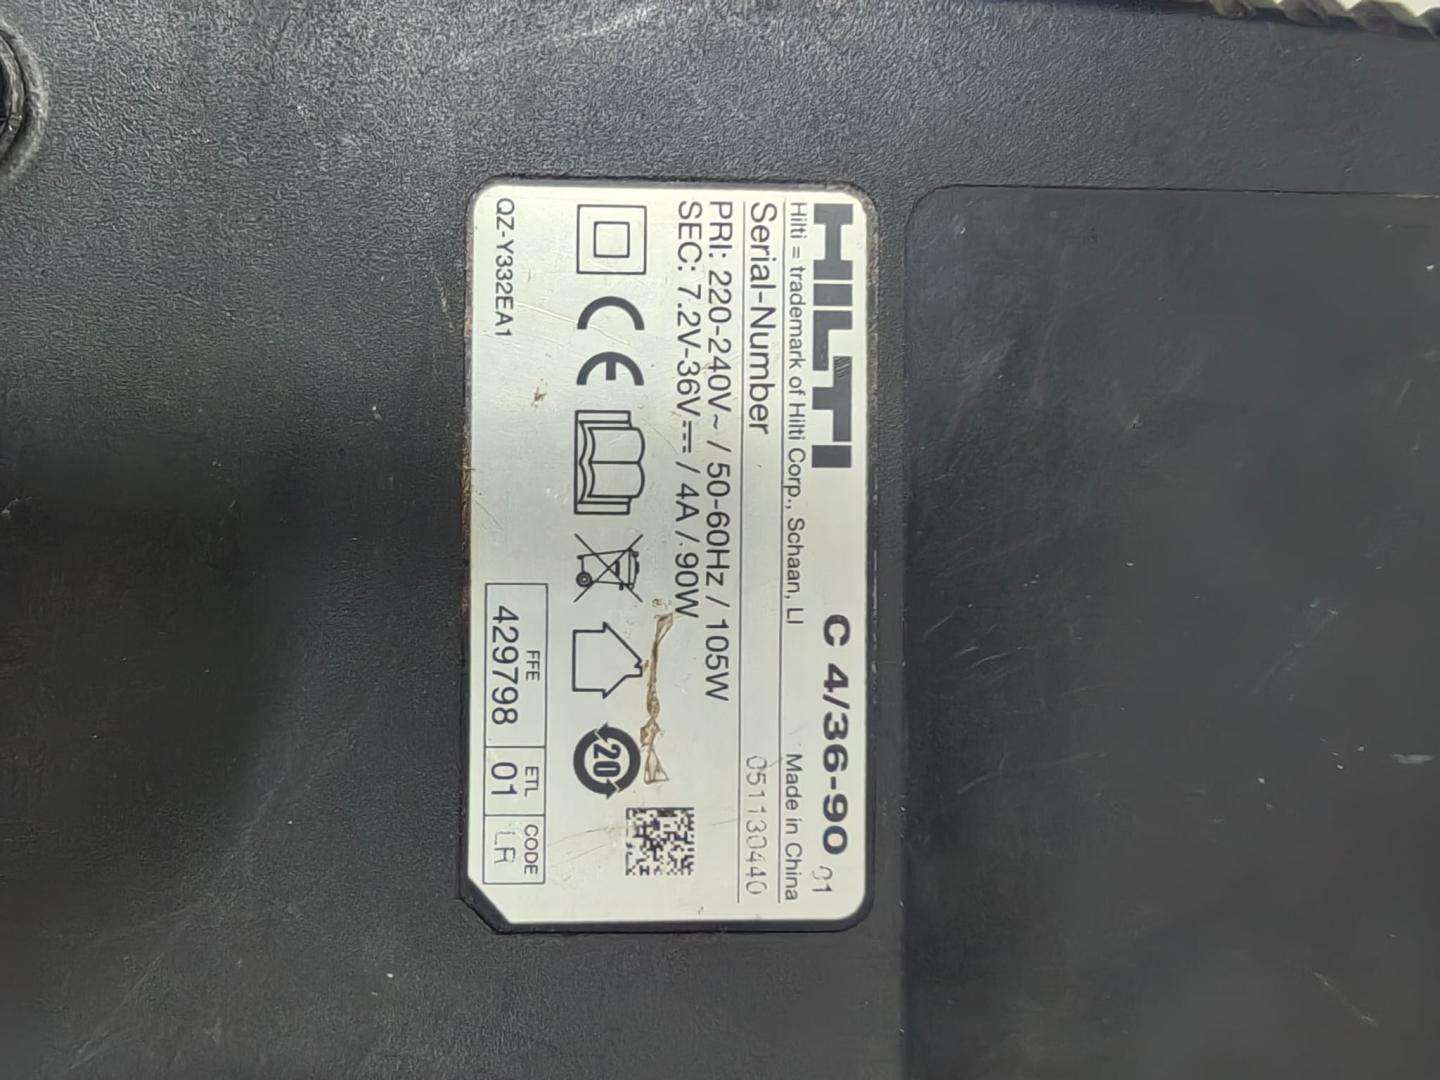 HILTI C 4/36-90 01
Hilti = trademark of Hilti Corp., Schaan, LI Made in China
Serial-Number 051130440
PRI: 220-240V~ / 50-60Hz / 105W
SEC: 7.2V-36V⎓ / 4A / 90W
CE
20
FFE ETL CODE
429798 01 LR
QZ-Y332EA1